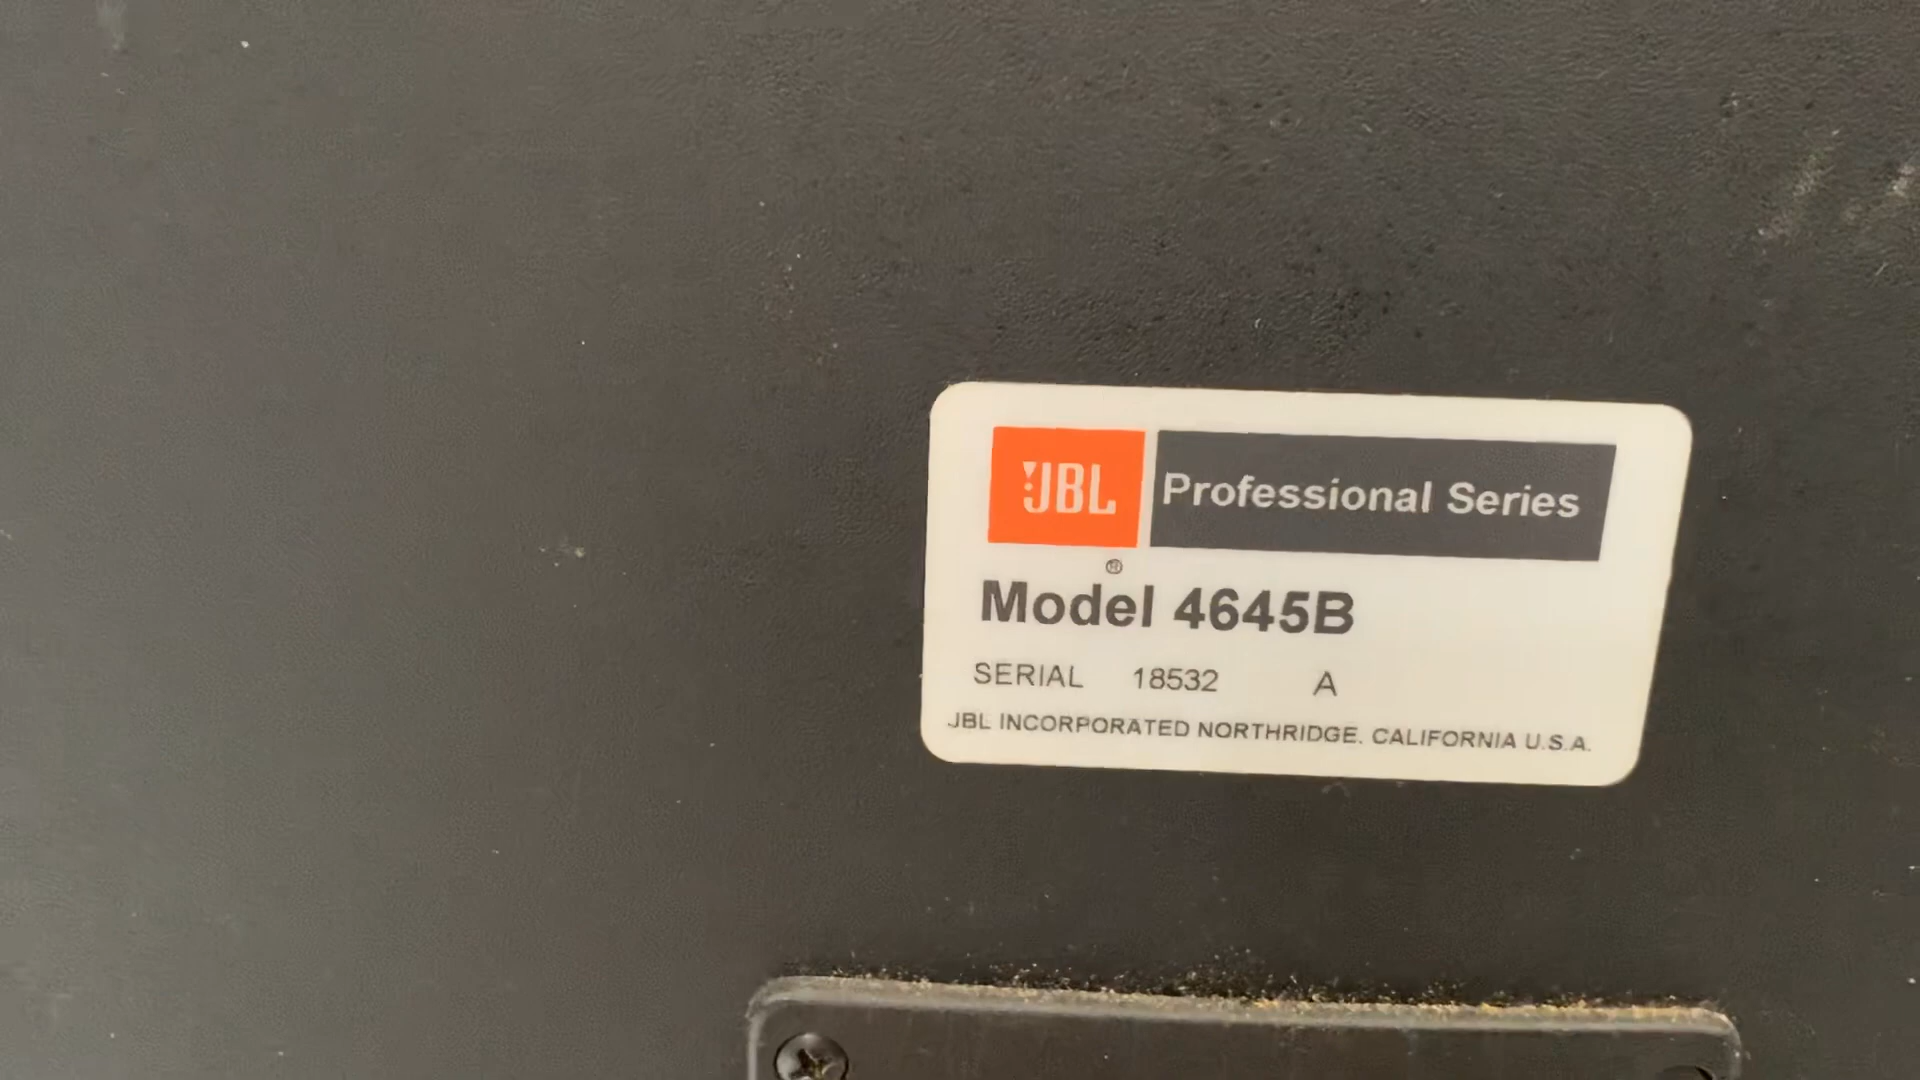 JBL Professional Series
®
Model 4645B
SERIAL 18532 A
JBL INCORPORATED NORTHRIDGE. CALIFORNIA U.S.A.